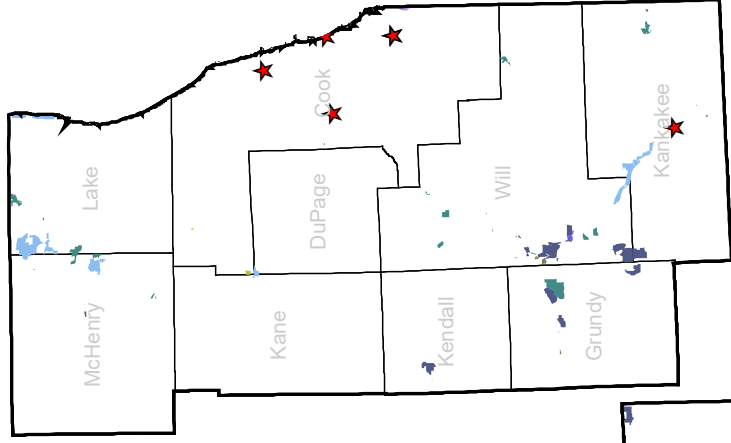 Cook
Kankakee
Lake
DuPage
Will
McHenry
Kane
Kendall
Grundy